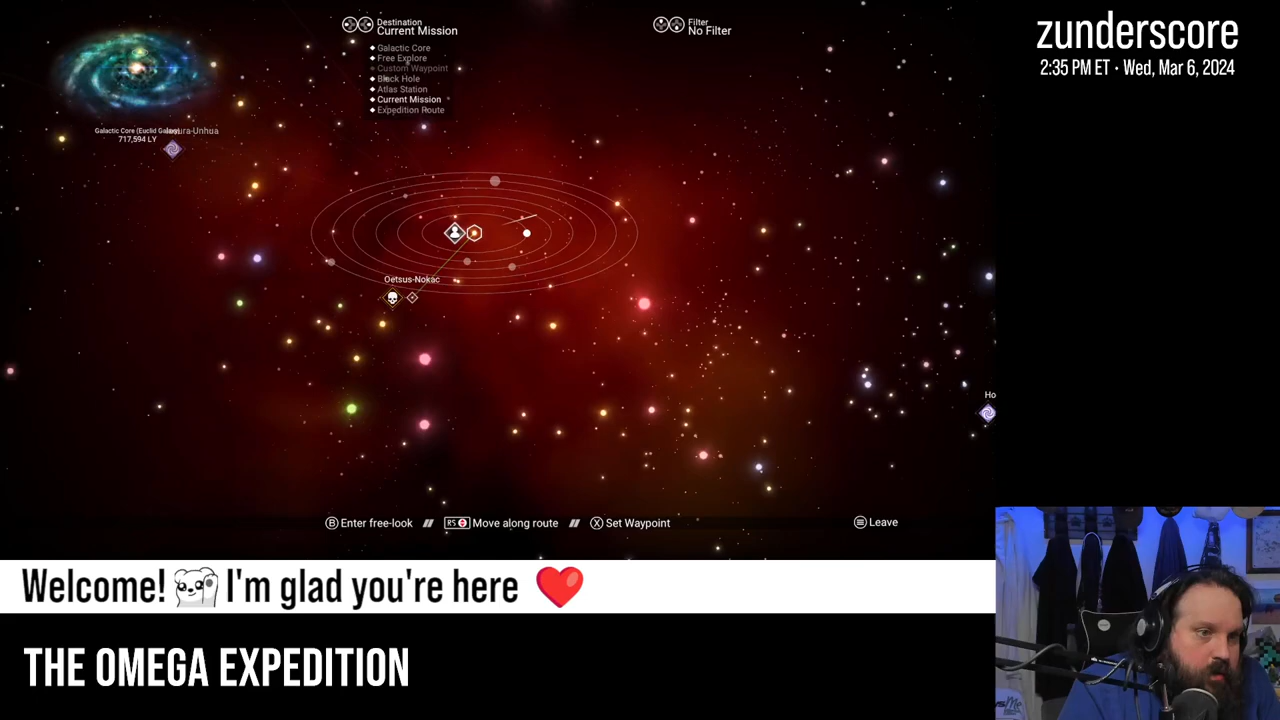 Destination
Current Mission
Galactic Core
Free Explore
Custom Waypoint
Black Hole
Atlas Station
Current Mission
Expedition Route
Filter
No Filter
zunderscore
2:35 PM ET · Wed, Mar 6, 2024
Galactic Core (Euclid Galaxy)
717,594 LY
Oetsus-Nokac
Ho
B Enter free-look // RS Move along route // X Set Waypoint
Leave
Welcome! I'm glad you're here
THE OMEGA EXPEDITION